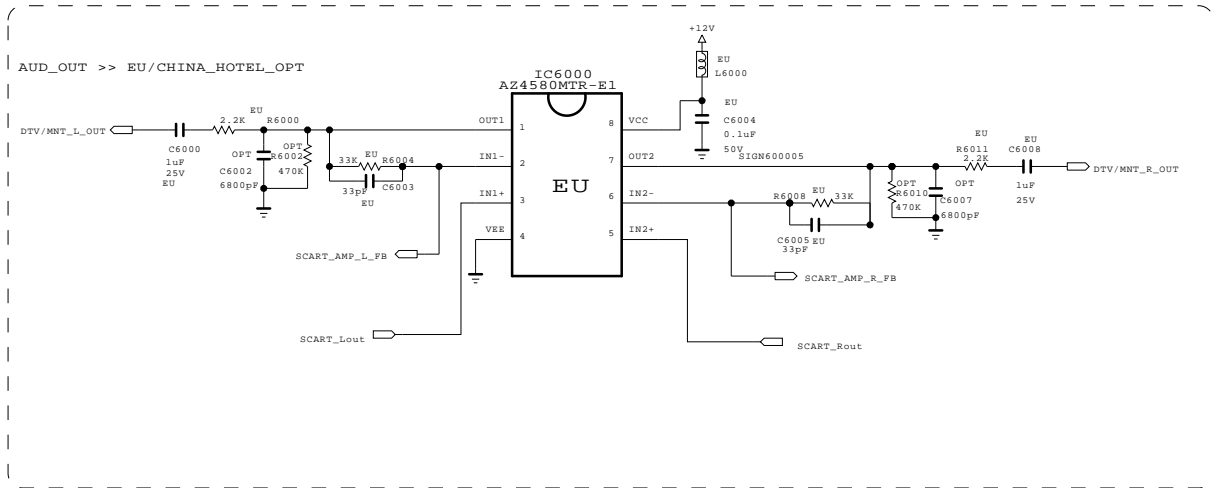 +12V
EU
L6000
AUD_OUT >> EU/CHINA_HOTEL_OPT
IC6000
AZ4580MTR-E1
EU
C6004
0.1uF
50V
EU
2.2K R6000
DTV/MNT_L_OUT
C6000
1uF
25V
EU
OPT
C6002
6800pF
OPT
R6002
470K
EU
33K R6004
33pF C6003
EU
OUT1 1
IN1- 2
IN1+ 3
VEE 4
EU
8 VCC
7 OUT2
6 IN2-
5 IN2+
SIGN600005
EU
R6011
2.2K
EU
C6008
1uF
25V
DTV/MNT_R_OUT
EU
R6008 33K
C6005 EU
33pF
OPT
R6010
470K
OPT
C6007
6800pF
SCART_AMP_L_FB
SCART_AMP_R_FB
SCART_Lout
SCART_Rout